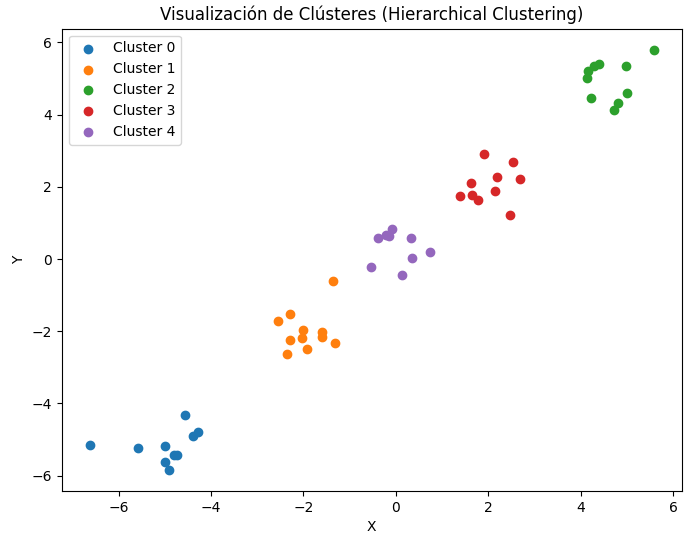 Visualización de Clústeres (Hierarchical Clustering)
Cluster 0
Cluster 1
Cluster 2
Cluster 3
Cluster 4
6
4
2
0
−2
−4
−6
Y
−6 −4 −2 0 2 4 6
X